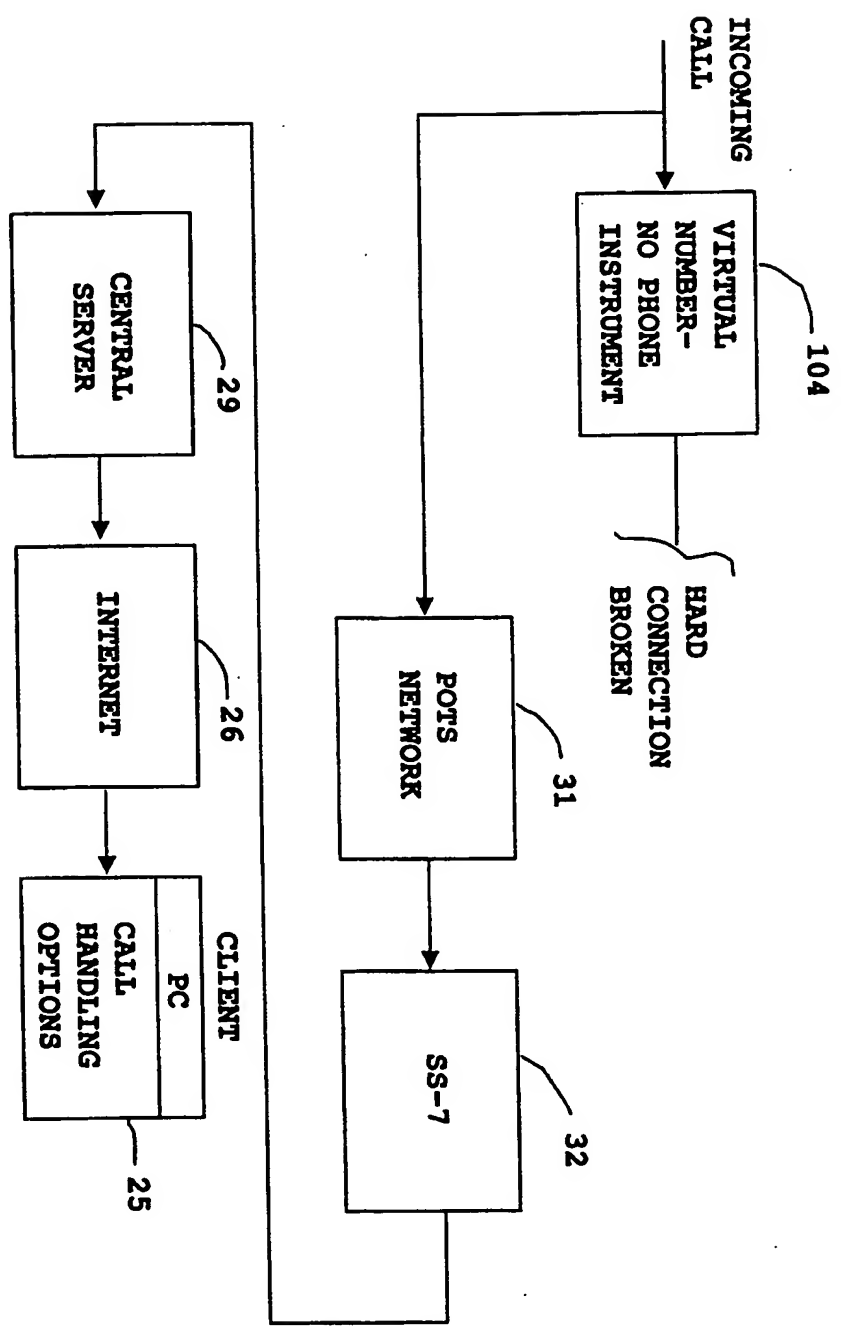 INCOMING
CALL
VIRTUAL
NUMBER-
NO PHONE
INSTRUMENT
104
HARD
CONNECTION
BROKEN
POTS
NETWORK
31
SS-7
32
CENTRAL
SERVER
29
INTERNET
26
CLIENT
PC
CALL
HANDLING
OPTIONS
25